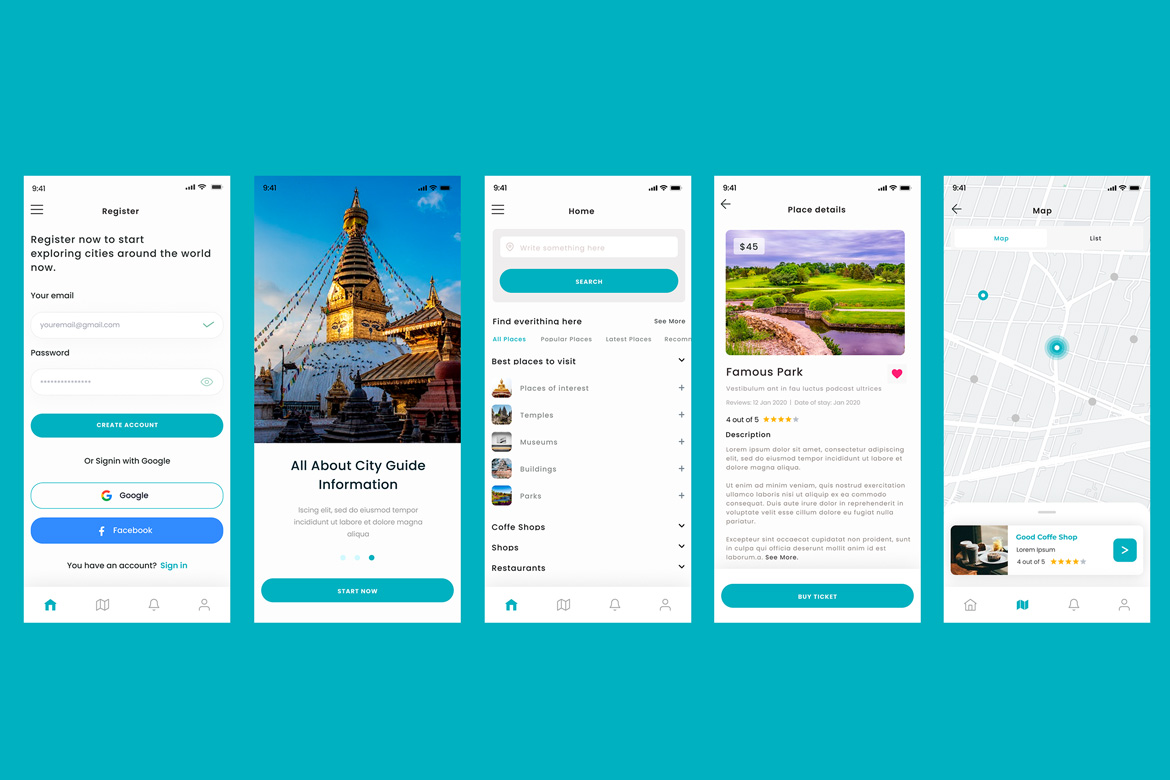 9:41
Register
Register now to start
exploring cities around the world
now.
Your email
youremail@gmail.com
Password
***************
CREATE ACCOUNT
Or Signin with Google
Google
Facebook
You have an account? Sign in
9:41
All About City Guide
Information
Iscing elit, sed do eiusmod tempor
incididunt ut labore et dolore magna
aliqua
START NOW
9:41
Home
Write something here
SEARCH
Find everithing here
See More
All Places Popular Places Latest Places Recomm
Best places to visit
Places of interest +
Temples +
Museums +
Buildings +
Parks +
Coffe Shops
Shops
Restaurants
9:41
Place details
$45
Famous Park
Vestibulum ant in fau luctus podcast ultrices
Reviews: 12 Jan 2020 | Date of stay: Jan 2020
4 out of 5
Description
Lorem ipsum dolor sit amet, consectetur adipiscing
elit, sed do eiusmod tempor incididunt ut labore et
dolore magna aliqua.
Ut enim ad minim veniam, quis nostrud exercitation
ullamco laboris nisi ut aliquip ex ea commodo
consequat. Duis aute irure dolor in reprehenderit in
voluptate velit esse cillum dolore eu fugiat nulla
pariatur.
Excepteur sint occaecat cupidatat non proident, sunt
in culpa qui officia deserunt mollit anim id est
laborum.a. See More.
BUY TICKET
9:41
Map
Map List
Good Coffe Shop
Lorem Ipsum
4 out of 5
>